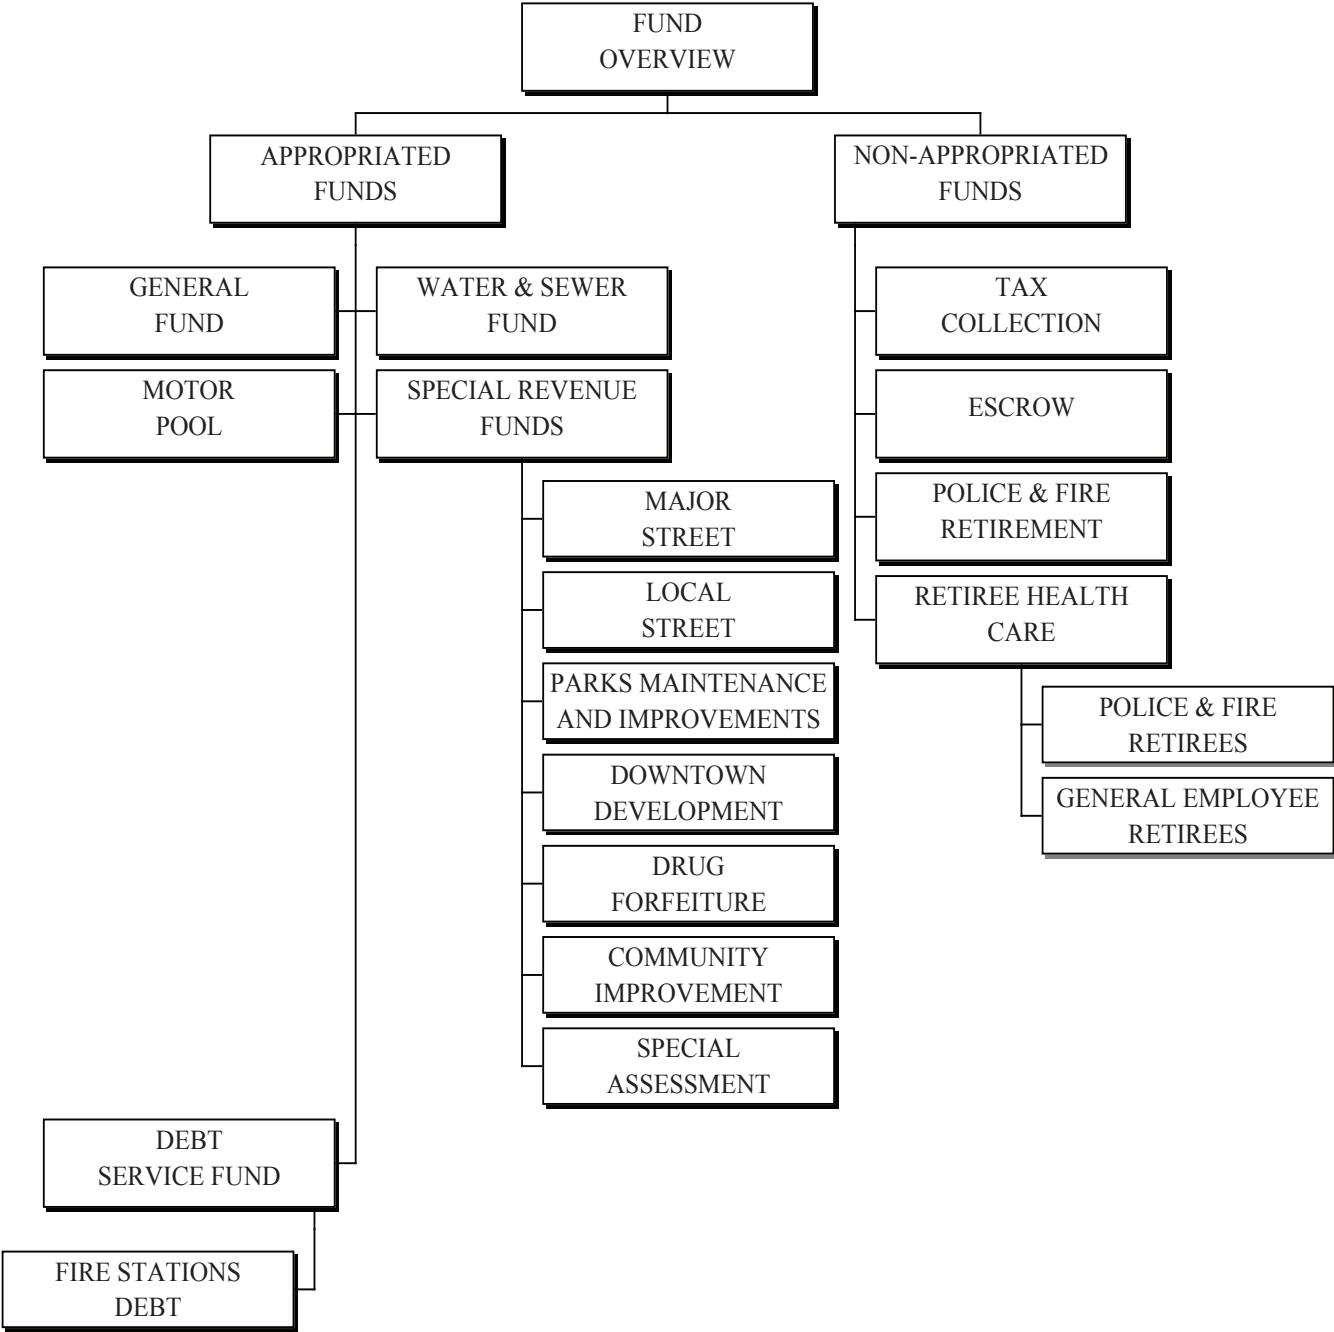 FUND
OVERVIEW
APPROPRIATED
FUNDS
NON-APPROPRIATED
FUNDS
GENERAL
FUND
WATER & SEWER
FUND
MOTOR
POOL
SPECIAL REVENUE
FUNDS
MAJOR
STREET
LOCAL
STREET
PARKS MAINTENANCE
AND IMPROVEMENTS
DOWNTOWN
DEVELOPMENT
DRUG
FORFEITURE
COMMUNITY
IMPROVEMENT
SPECIAL
ASSESSMENT
DEBT
SERVICE FUND
FIRE STATIONS
DEBT
TAX
COLLECTION
ESCROW
POLICE & FIRE
RETIREMENT
RETIREE HEALTH
CARE
POLICE & FIRE
RETIREES
GENERAL EMPLOYEE
RETIREES